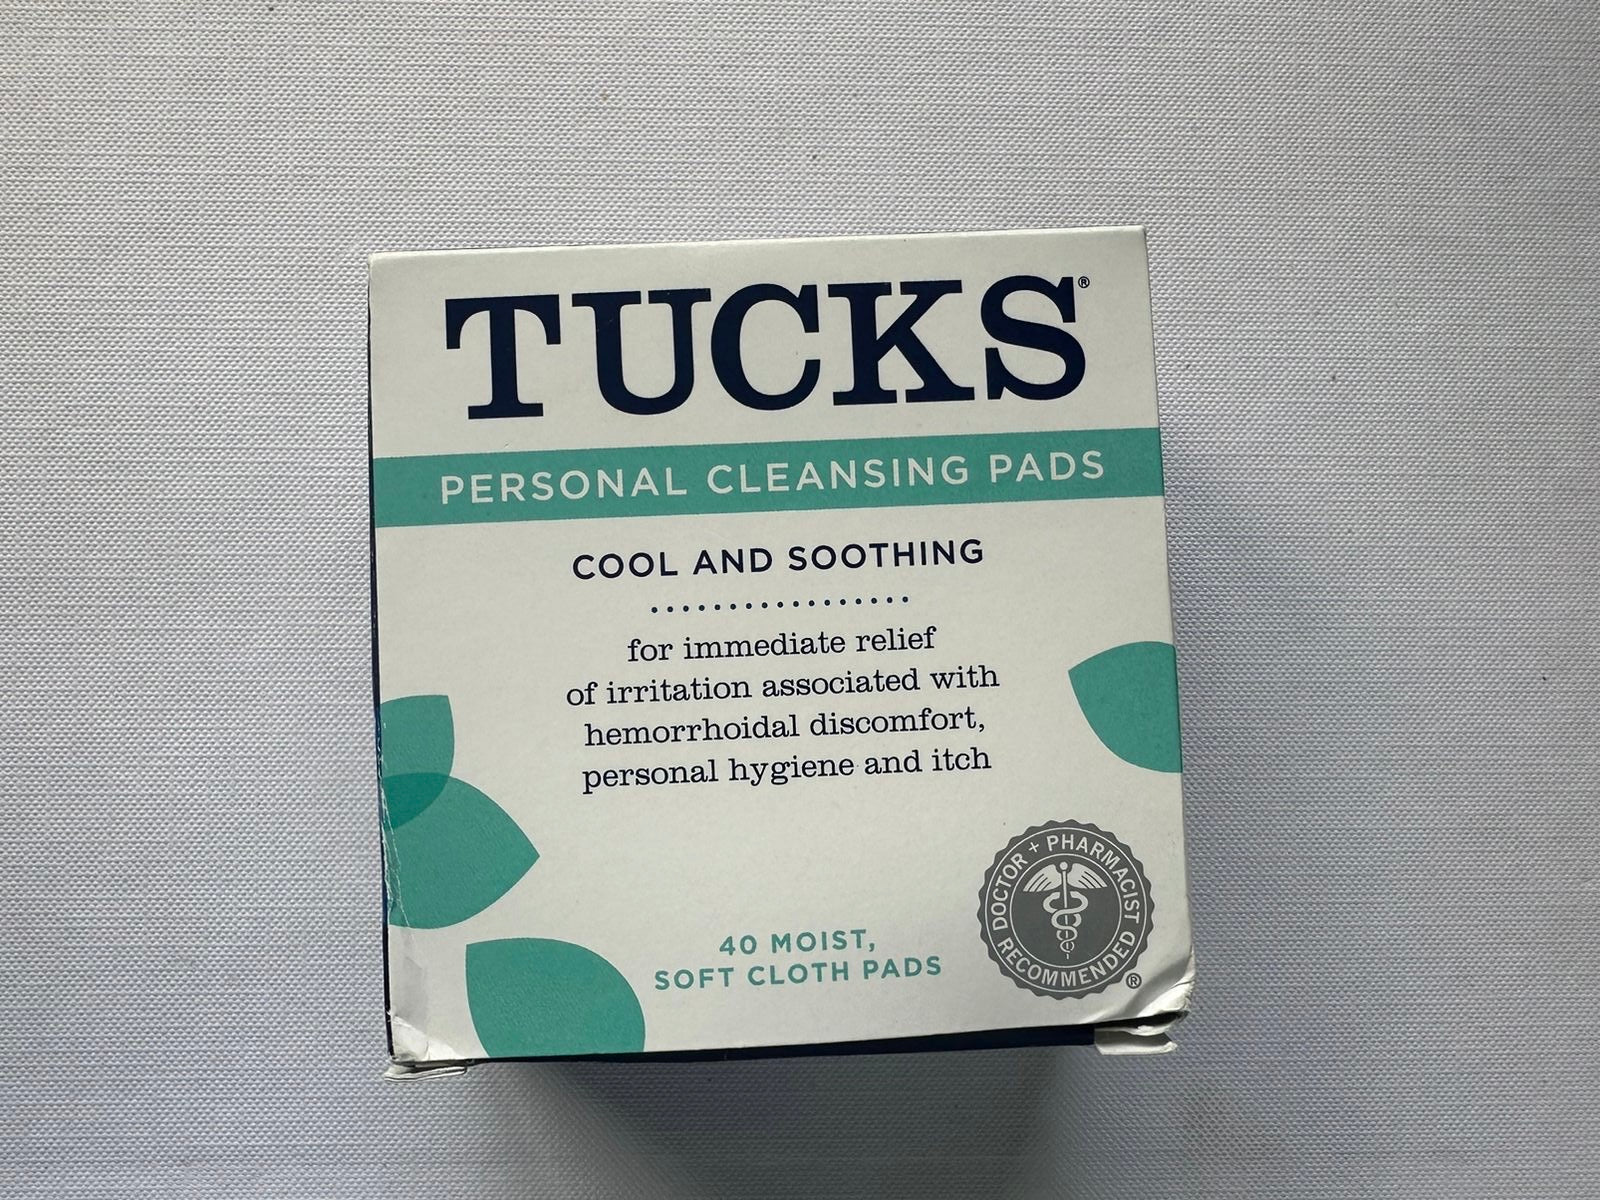 TUCKS®
PERSONAL CLEANSING PADS
COOL AND SOOTHING
for immediate relief
of irritation associated with
hemorrhoidal discomfort,
personal hygiene and itch
40 MOIST,
SOFT CLOTH PADS
DOCTOR + PHARMACIST
RECOMMENDED®